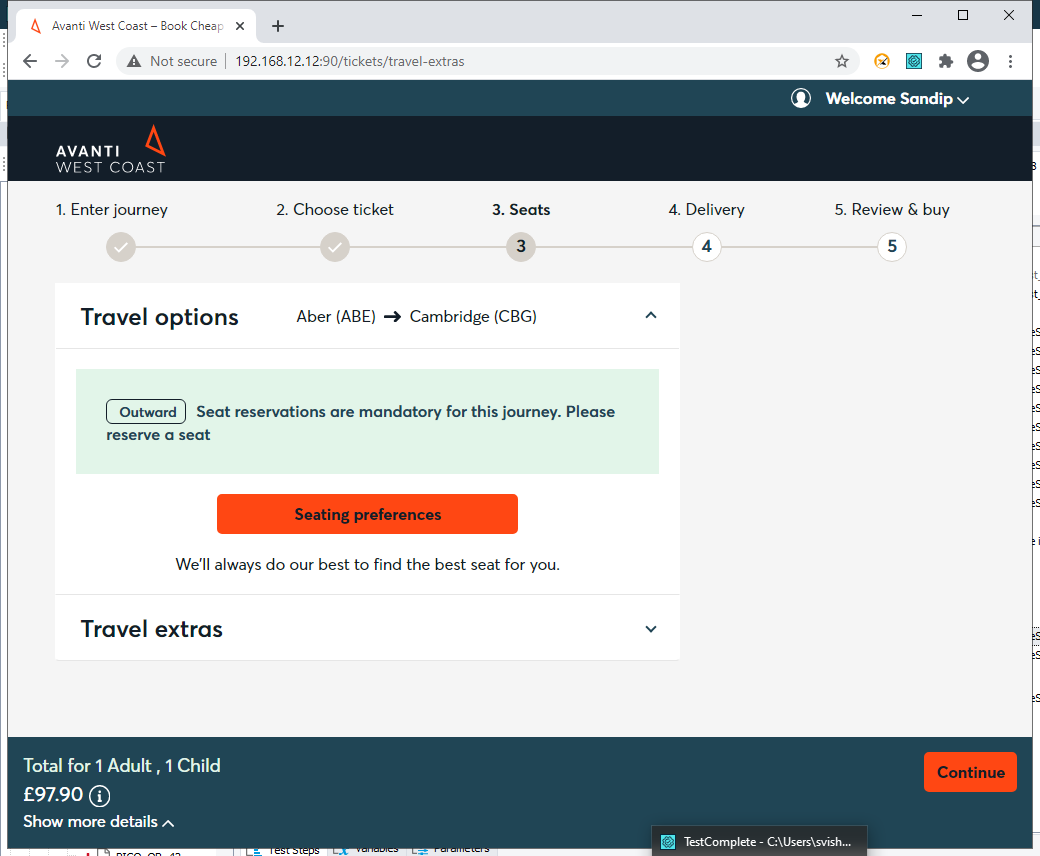 Avanti West Coast – Book Cheap
Not secure
192.168.12.12:90/tickets/travel-extras
Welcome Sandip
AVANTI
WEST COAST
1. Enter journey
2. Choose ticket
3. Seats
4. Delivery
5. Review & buy
3
4
5
Travel options
Aber (ABE) → Cambridge (CBG)
Outward Seat reservations are mandatory for this journey. Please
reserve a seat
Seating preferences
We'll always do our best to find the best seat for you.
Travel extras
Total for 1 Adult , 1 Child
£97.90
Show more details
Continue
TestComplete - C:\Users\svish...
Test Steps
Variables
Parameters